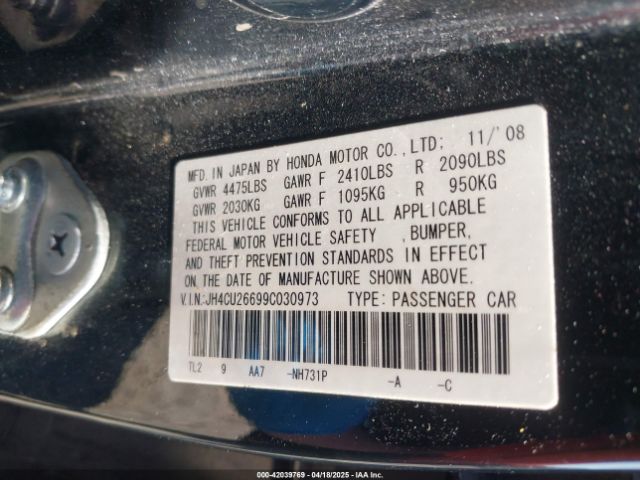 MFD. IN JAPAN BY HONDA MOTOR CO.,LTD; 11/'08
GVWR 4475LBS GAWR F 2410LBS R 2090LBS
GVWR 2030KG GAWR F 1095KG R 950KG
THIS VEHICLE CONFORMS TO ALL APPLICABLE
FEDERAL MOTOR VEHICLE SAFETY ,BUMPER,
AND THEFT PREVENTION STANDARDS IN EFFECT
ON THE DATE OF MANUFACTURE SHOWN ABOVE.
V.I.N:JH4CU26699C030973 TYPE: PASSENGER CAR
TL2 9 AA7 -NH731P -A -C
000-42039769 - 04/18/2025 - IAAI.COM